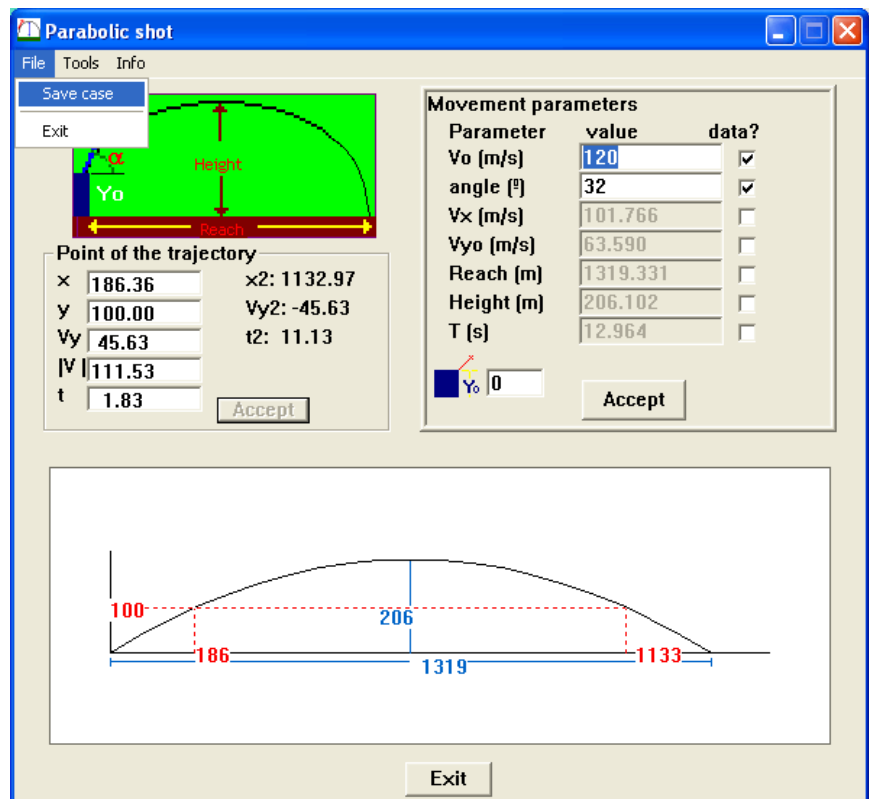 Parabolic shot
File Tools Info
Save case
Exit
α
Height
Yo
Reach
Movement parameters
Parameter value data?
Vo (m/s) 120
angle (º) 32
Vx (m/s) 101.766
Vyo (m/s) 63.590
Reach (m) 1319.331
Height (m) 206.102
T (s) 12.964
Yo 0
Accept
Point of the trajectory
x 186.36 x2: 1132.97
y 100.00 Vy2: -45.63
Vy 45.63 t2: 11.13
|V| 111.53
t 1.83
Accept
100
206
186
1133
1319
Exit